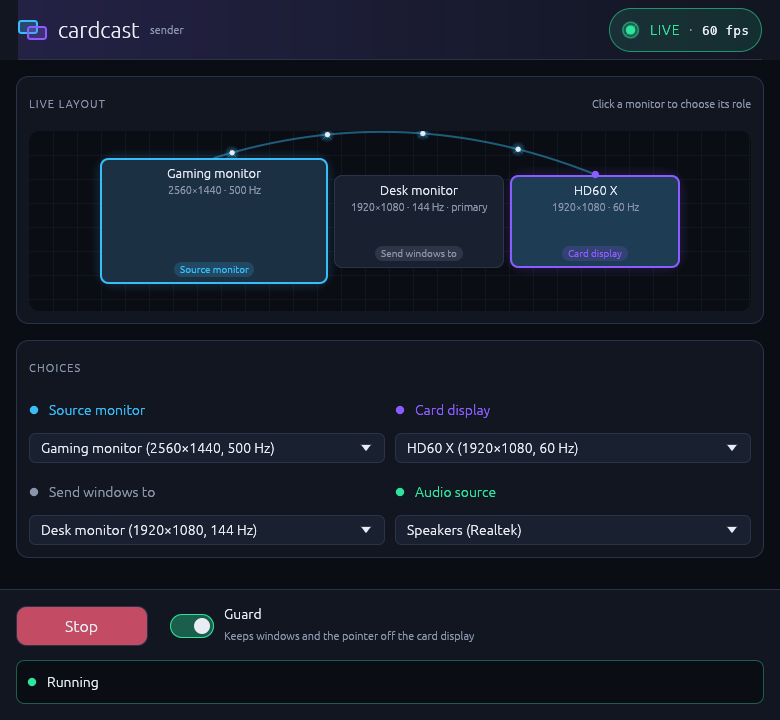 cardcast sender
LIVE · 60 fps
LIVE LAYOUT
Click a monitor to choose its role
Gaming monitor
2560×1440 · 500 Hz
Source monitor
Desk monitor
1920×1080 · 144 Hz · primary
Send windows to
HD60 X
1920×1080 · 60 Hz
Card display
CHOICES
Source monitor
Gaming monitor (2560×1440, 500 Hz)
Card display
HD60 X (1920×1080, 60 Hz)
Send windows to
Desk monitor (1920×1080, 144 Hz)
Audio source
Speakers (Realtek)
Stop
Guard
Keeps windows and the pointer off the card display
Running